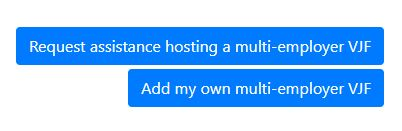 Request assistance hosting a multi-employer VJF
Add my own multi-employer VJF